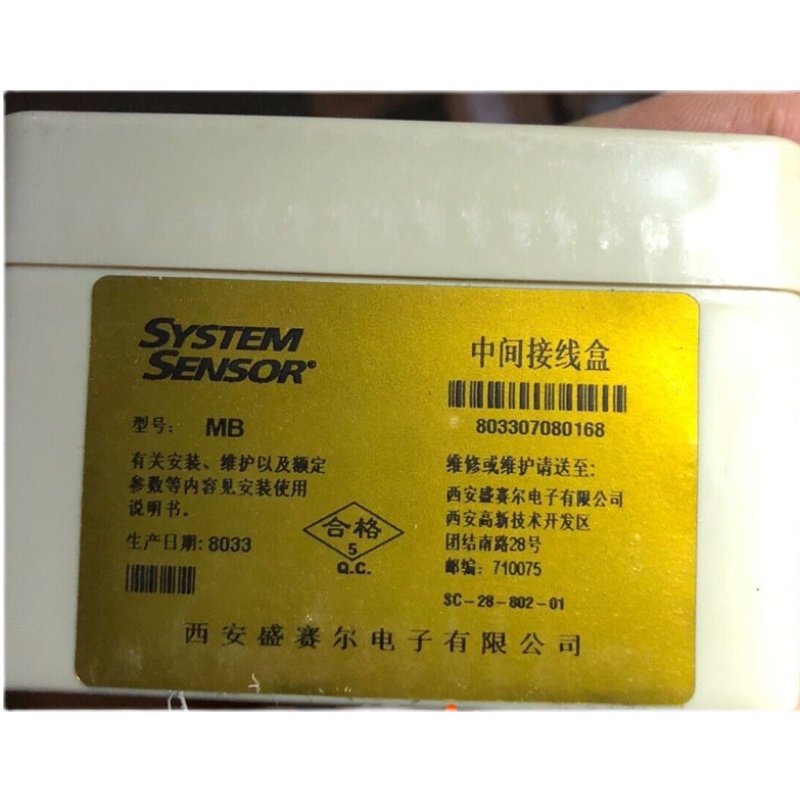 SYSTEM
SENSOR®
型号: MB
有关安装、维护以及额定
参数等内容见安装使用
说明书。
生产日期: 8033
合格
5
Q.C.
中间接线盒
803307080168
维修或维护请送至:
西安盛赛尔电子有限公司
西安高新技术开发区
团结南路28号
邮编: 710075
SC-28-802-01
西安盛赛尔电子有限公司